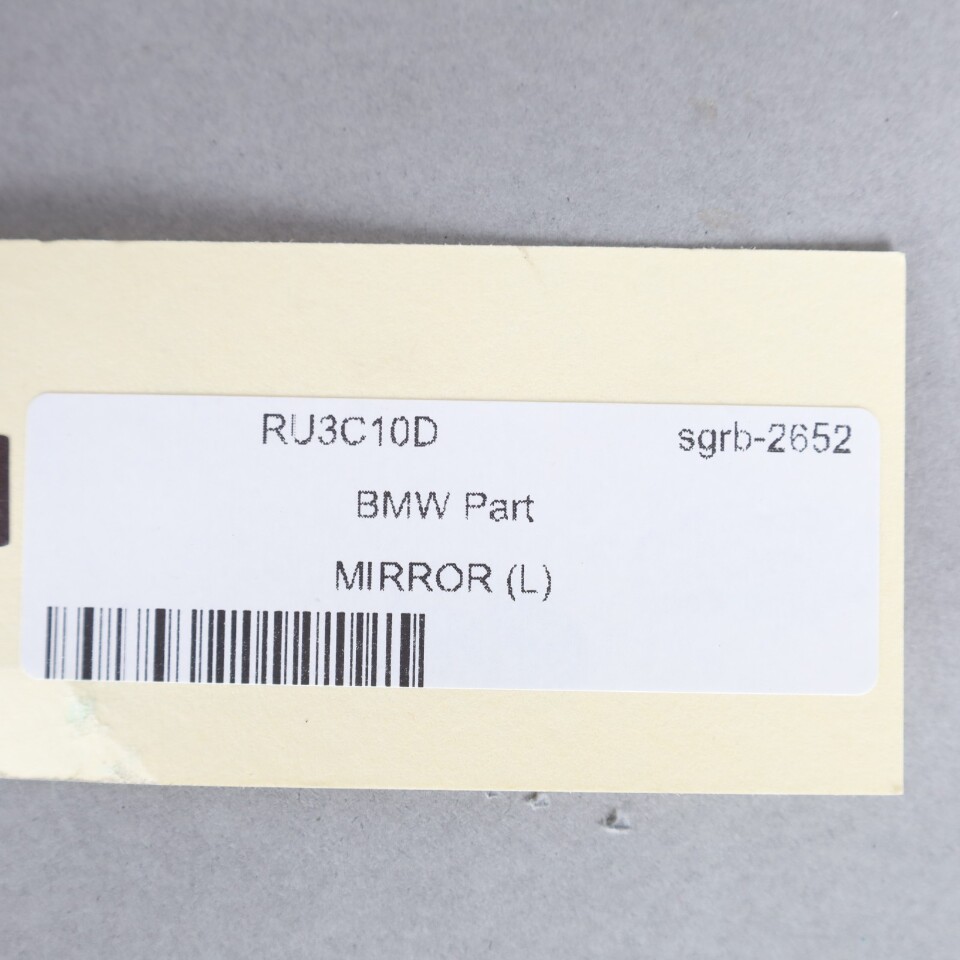 RU3C10D sgrb-2652
BMW Part
MIRROR (L)